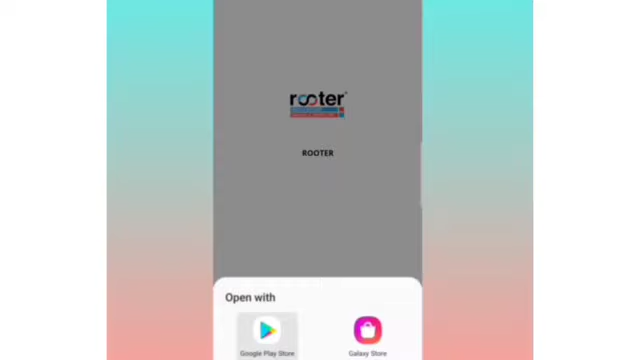 rooter
ROOTER
Open with
Google Play Store
Galaxy Store